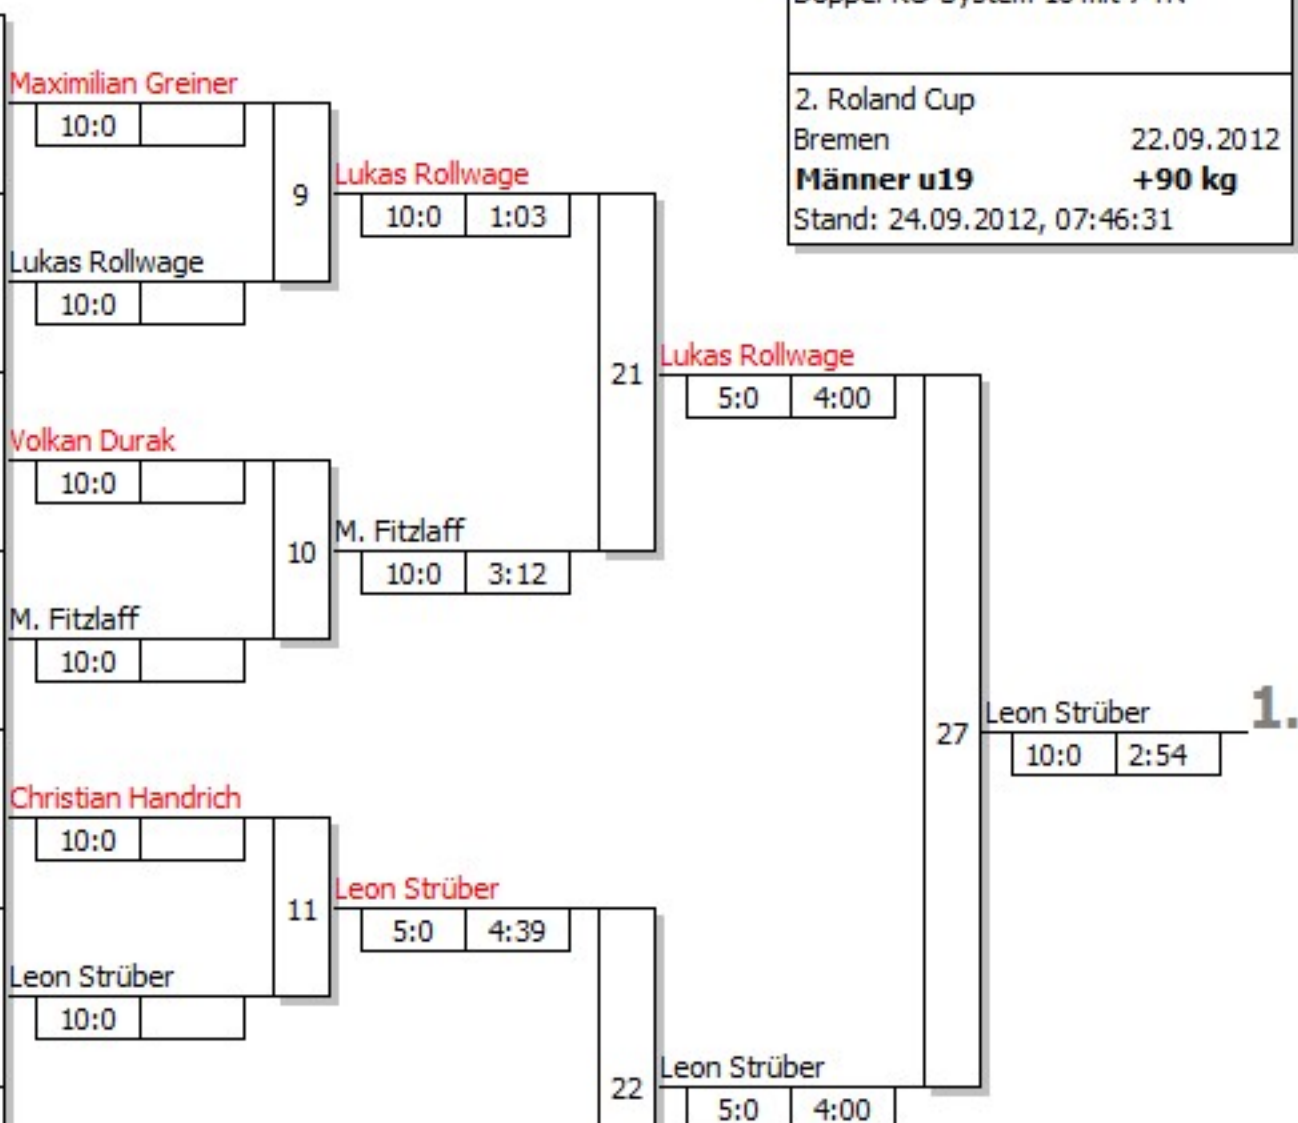 Maximilian Greiner
10:0
9
Lukas Rollwage
10:0
Lukas Rollwage
10:0 1:03
21
Volkan Durak
10:0
10
M. Fitzlaff
10:0
M. Fitzlaff
10:0 3:12
Lukas Rollwage
5:0 4:00
27
Christian Handrich
10:0
11
Leon Strüber
10:0
Leon Strüber
5:0 4:39
22
Leon Strüber
5:0 4:00
Leon Strüber
10:0 2:54
1.
2. Roland Cup
Bremen 22.09.2012
Männer u19 +90 kg
Stand: 24.09.2012, 07:46:31